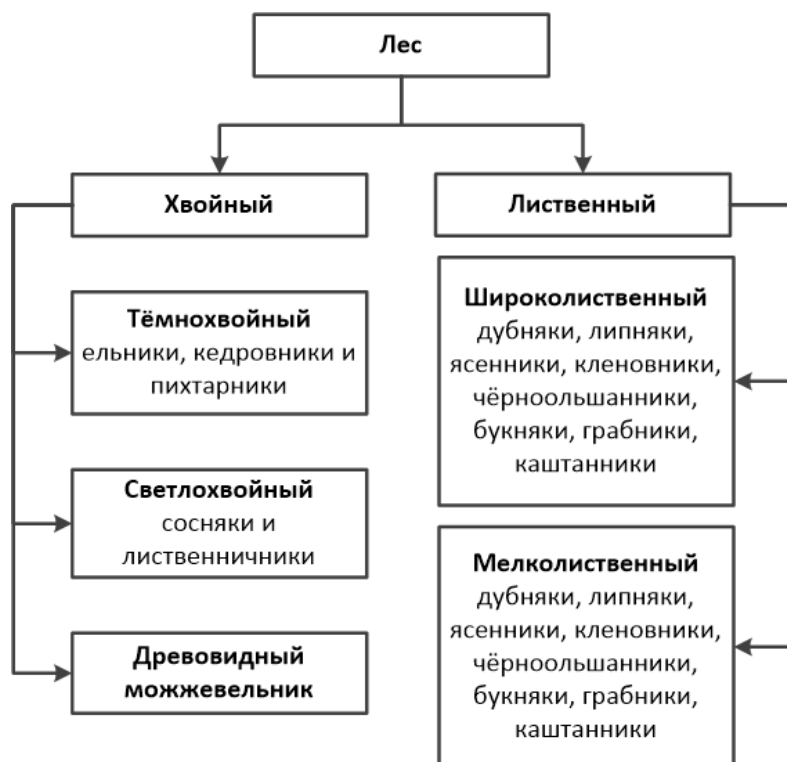 Лес
Хвойный
Тёмнохвойный
ельники, кедровники и
пихтарники
Светлохвойный
сосняки и
лиственничники
Древовидный
можжевельник
Лиственный
Широколиственный
дубняки, липняки,
ясенники, кленовники,
чёрноольшанники,
букняки, грабники,
каштанники
Мелколиственный
дубняки, липняки,
ясенники, кленовники,
чёрноольшанники,
букняки, грабники,
каштанники